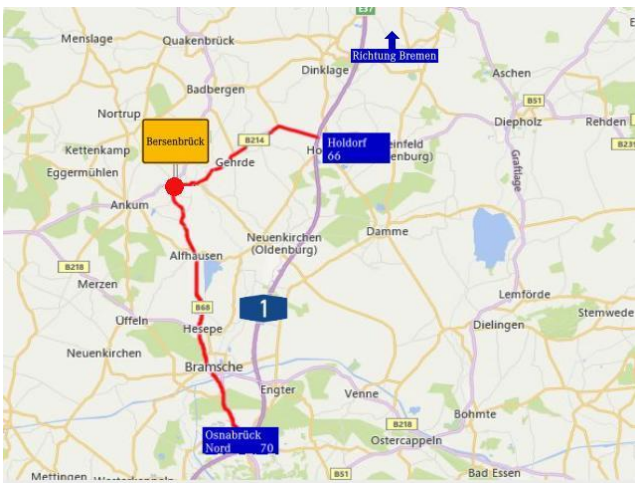 E37
Menslage
Quakenbrück
Richtung Bremen
Dinklage
Aschen
Badbergen
B51
Nortrup
Diepholz
Rehden
Bersenbrück
B214
Holdorf
66
Kettenkamp
Gehrde
Eggermühlen
Graftlage
Ankum
Damme
Neuenkirchen
(Oldenburg)
Alfhausen
B218
Merzen
Lemförde
B68
1
Stemwede
Üffeln
Hesepe
Dielingen
Neuenkirchen
Bramsche
Engter
Venne
Bohmte
B218
Osnabrück
Nord 70
Ostercappeln
B51
Bad Essen
Mettingen